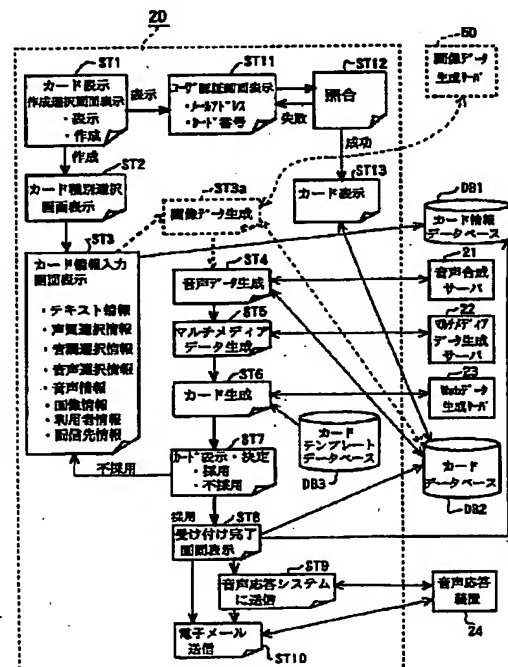 20
ST1
カード表示
作成選択画面表示
・表示
・作成
表示
作成
ST11
ユーザ認証画面表示
・メールアドレス
・カード番号
ST12
照合
失敗
成功
50
画像データ
生成サーバ
ST2
カード種別選択
画面表示
ST3a
画像データ生成
ST13
カード表示
DB1
カード情報
データベース
ST3
カード情報入力
画面表示
・テキスト情報
・声質選択情報
・音調選択情報
・音声選択情報
・音声情報
・画像情報
・利用者情報
・配信先情報
ST4
音声データ生成
21
音声合成
サーバ
ST5
マルチメディア
データ生成
22
マルチメディア
データ生成
サーバ
ST6
カード生成
23
Webデータ
生成サーバ
ST7
カード表示・決定
・採用
・不採用
不採用
採用
カード
テンプレート
データベース
DB3
カード
データベース
DB2
ST8
受け付け完了
画面表示
ST9
音声応答システム
に送信
音声応答
装置
24
電子メール
送信
ST10